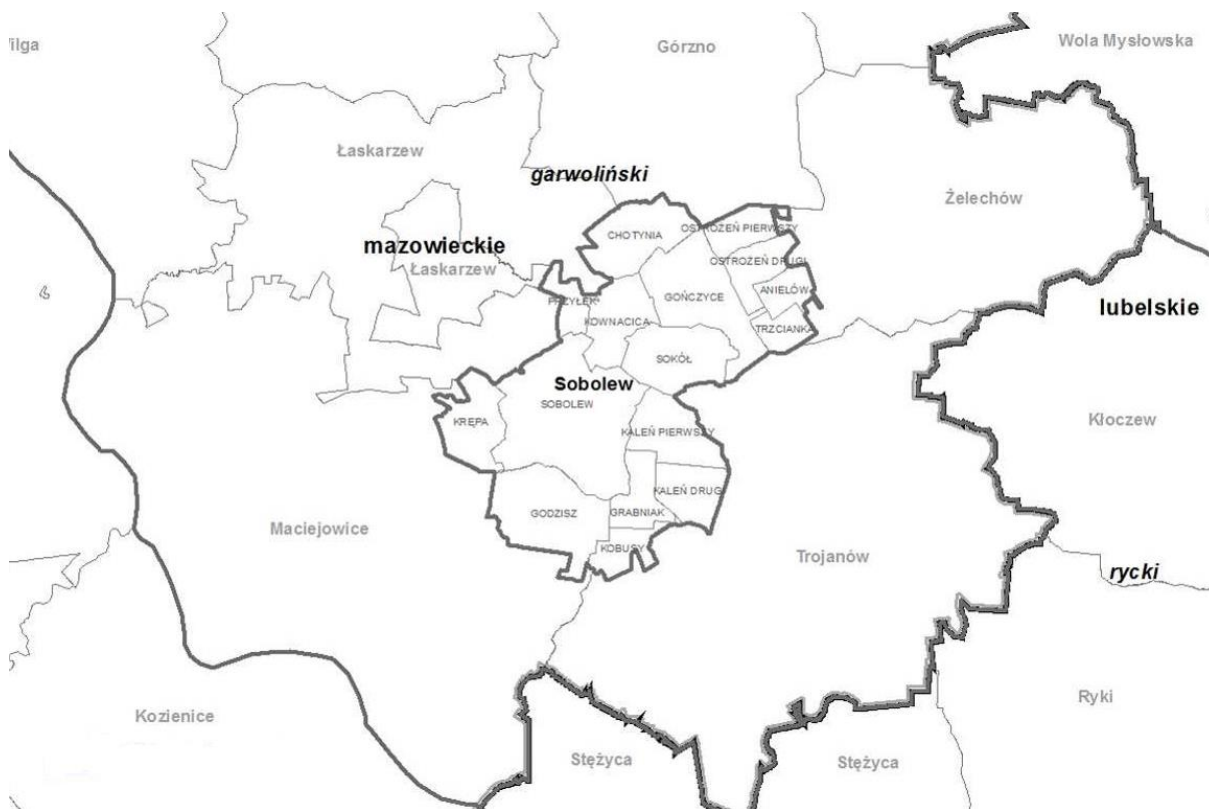 Wilga
Górzno
Wola Mysłowska
Łaskarzew
garwoliński
Żelechów
CHOTYNIA
OSTROŻEŃ PIERWSZY
mazowieckie
Łaskarzew
OSTROŻEŃ DRUGI
ANIELÓW
GOŃCZYCE
PRZYŁĘK
lubelskie
KOWNACICA
TRZCIANKA
SOKÓŁ
Sobolew
SOBOLEW
KRĘPA
KALEŃ PIERWSZY
Kłoczew
KALEŃ DRUGI
GODZISZ
GRABNIAK
Maciejowice
KOBUSY
Trojanów
rycki
Kozienice
Ryki
Stężyca
Stężyca